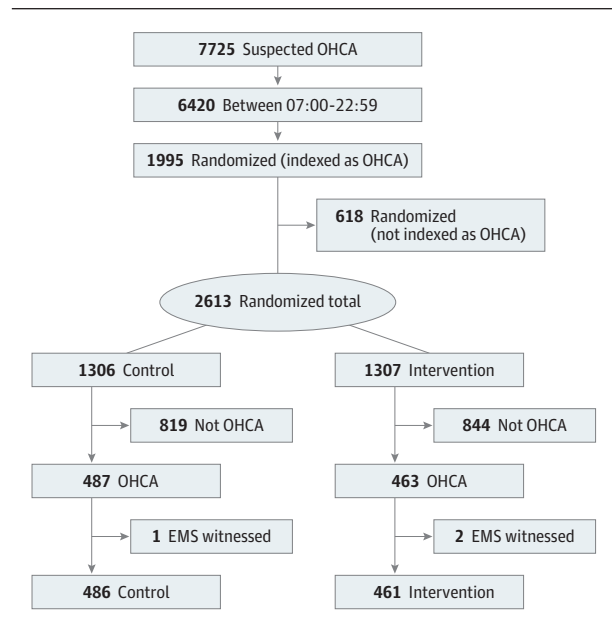 7725 Suspected OHCA
6420 Between 07:00-22:59
1995 Randomized (indexed as OHCA)
618 Randomized
(not indexed as OHCA)
2613 Randomized total
1306 Control
1307 Intervention
819 Not OHCA
844 Not OHCA
487 OHCA
463 OHCA
1 EMS witnessed
2 EMS witnessed
486 Control
461 Intervention